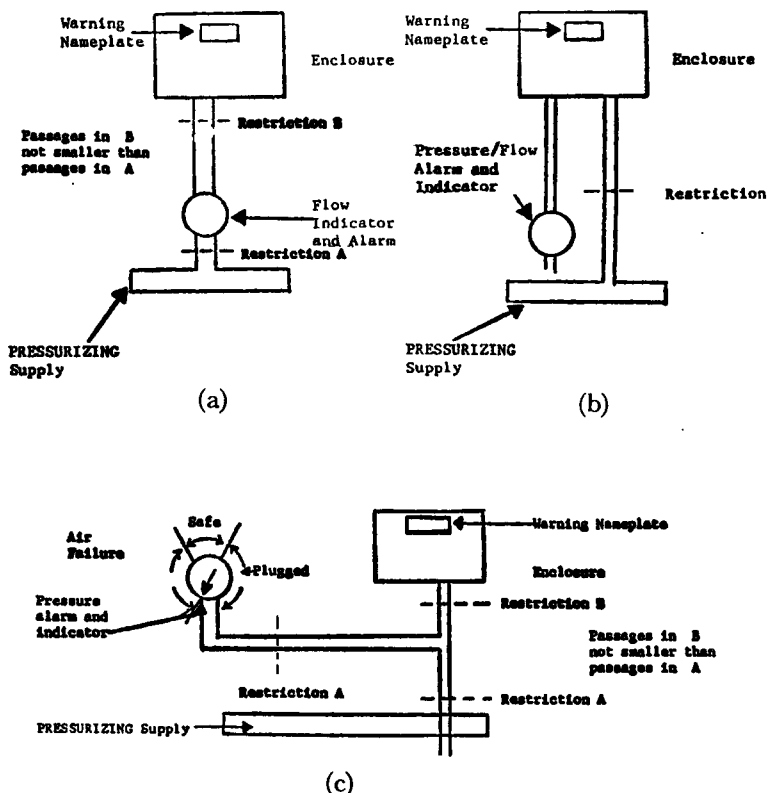 Warning
Nameplate
Enclosure
Restriction B
Passages in B
not smaller than
passages in A
Flow
Indicator
and Alarm
Restriction A
PRESSURIZING
Supply
(a)
Warning
Nameplate
Enclosure
Pressure/Flow
Alarm and
Indicator
Restriction
PRESSURIZING
Supply
(b)
Safe
Air
Failure
Plugged
Pressure
alarm and
indicator
Warning Nameplate
Enclosure
Restriction B
Passages in B
not smaller than
passages in A
Restriction A
Restriction A
PRESSURIZING Supply
(c)